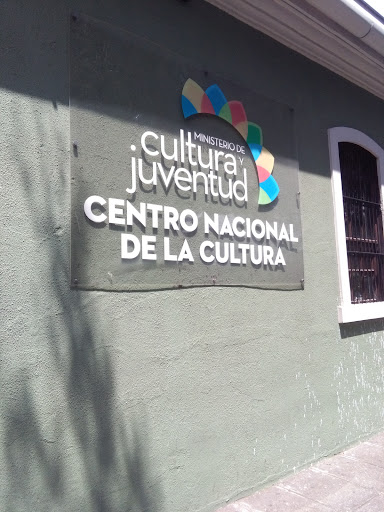 MINISTERIO DE
cultura y
juventud
CENTRO NACIONAL
DE LA CULTURA